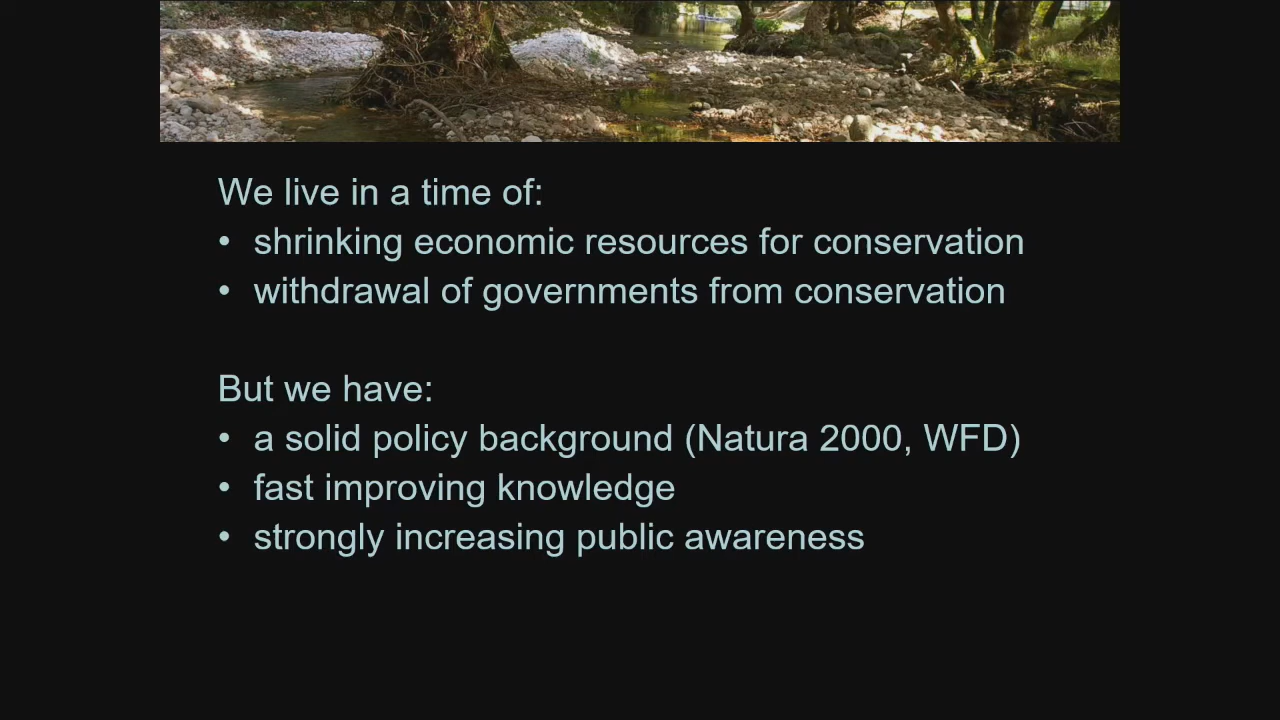 We live in a time of:
• shrinking economic resources for conservation
• withdrawal of governments from conservation
But we have:
• a solid policy background (Natura 2000, WFD)
• fast improving knowledge
• strongly increasing public awareness